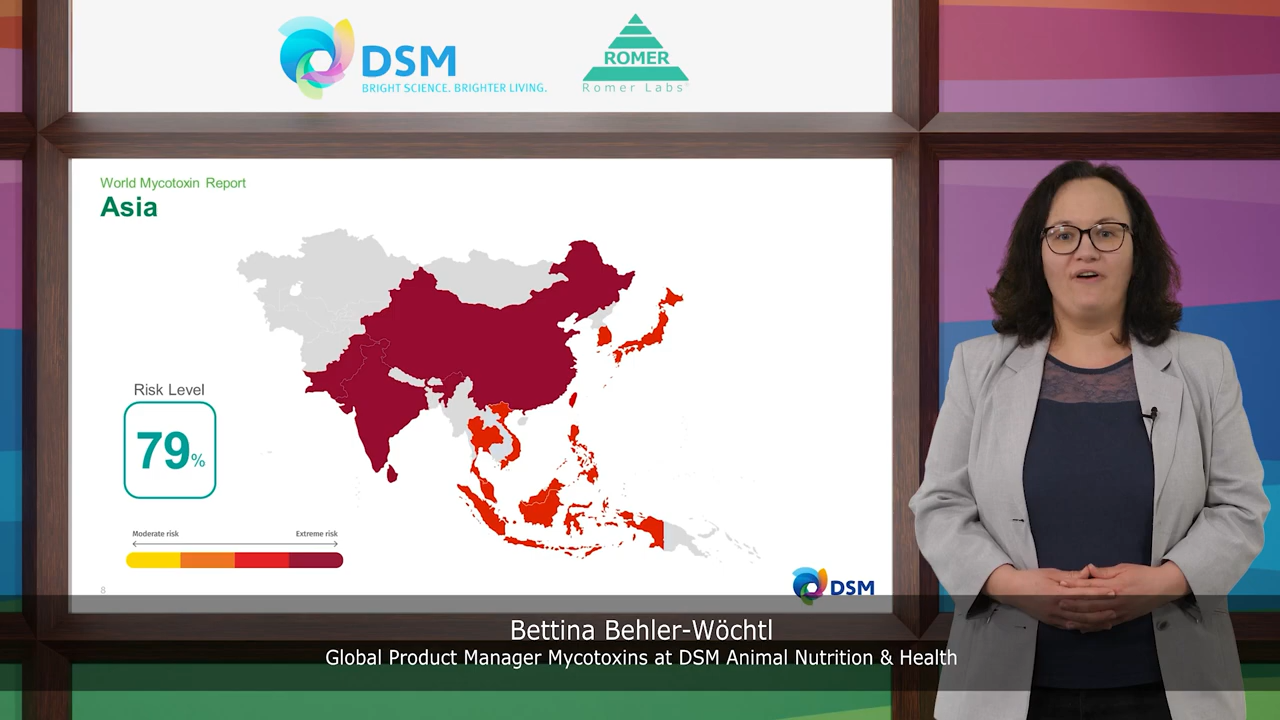 DSM
BRIGHT SCIENCE. BRIGHTER LIVING.
ROMER
Romer Labs®
World Mycotoxin Report
Asia
Risk Level
79%
Moderate risk
Extreme risk
8
DSM
Bettina Behler-Wöchtl
Global Product Manager Mycotoxins at DSM Animal Nutrition & Health